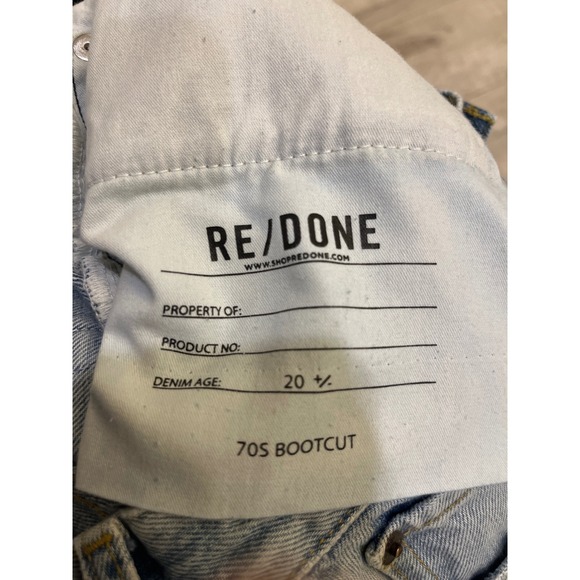 RE/DONE
WWW.SHOPREDONE.COM
PROPERTY OF:
PRODUCT NO:
DENIM AGE: 20 +/-
70S BOOTCUT